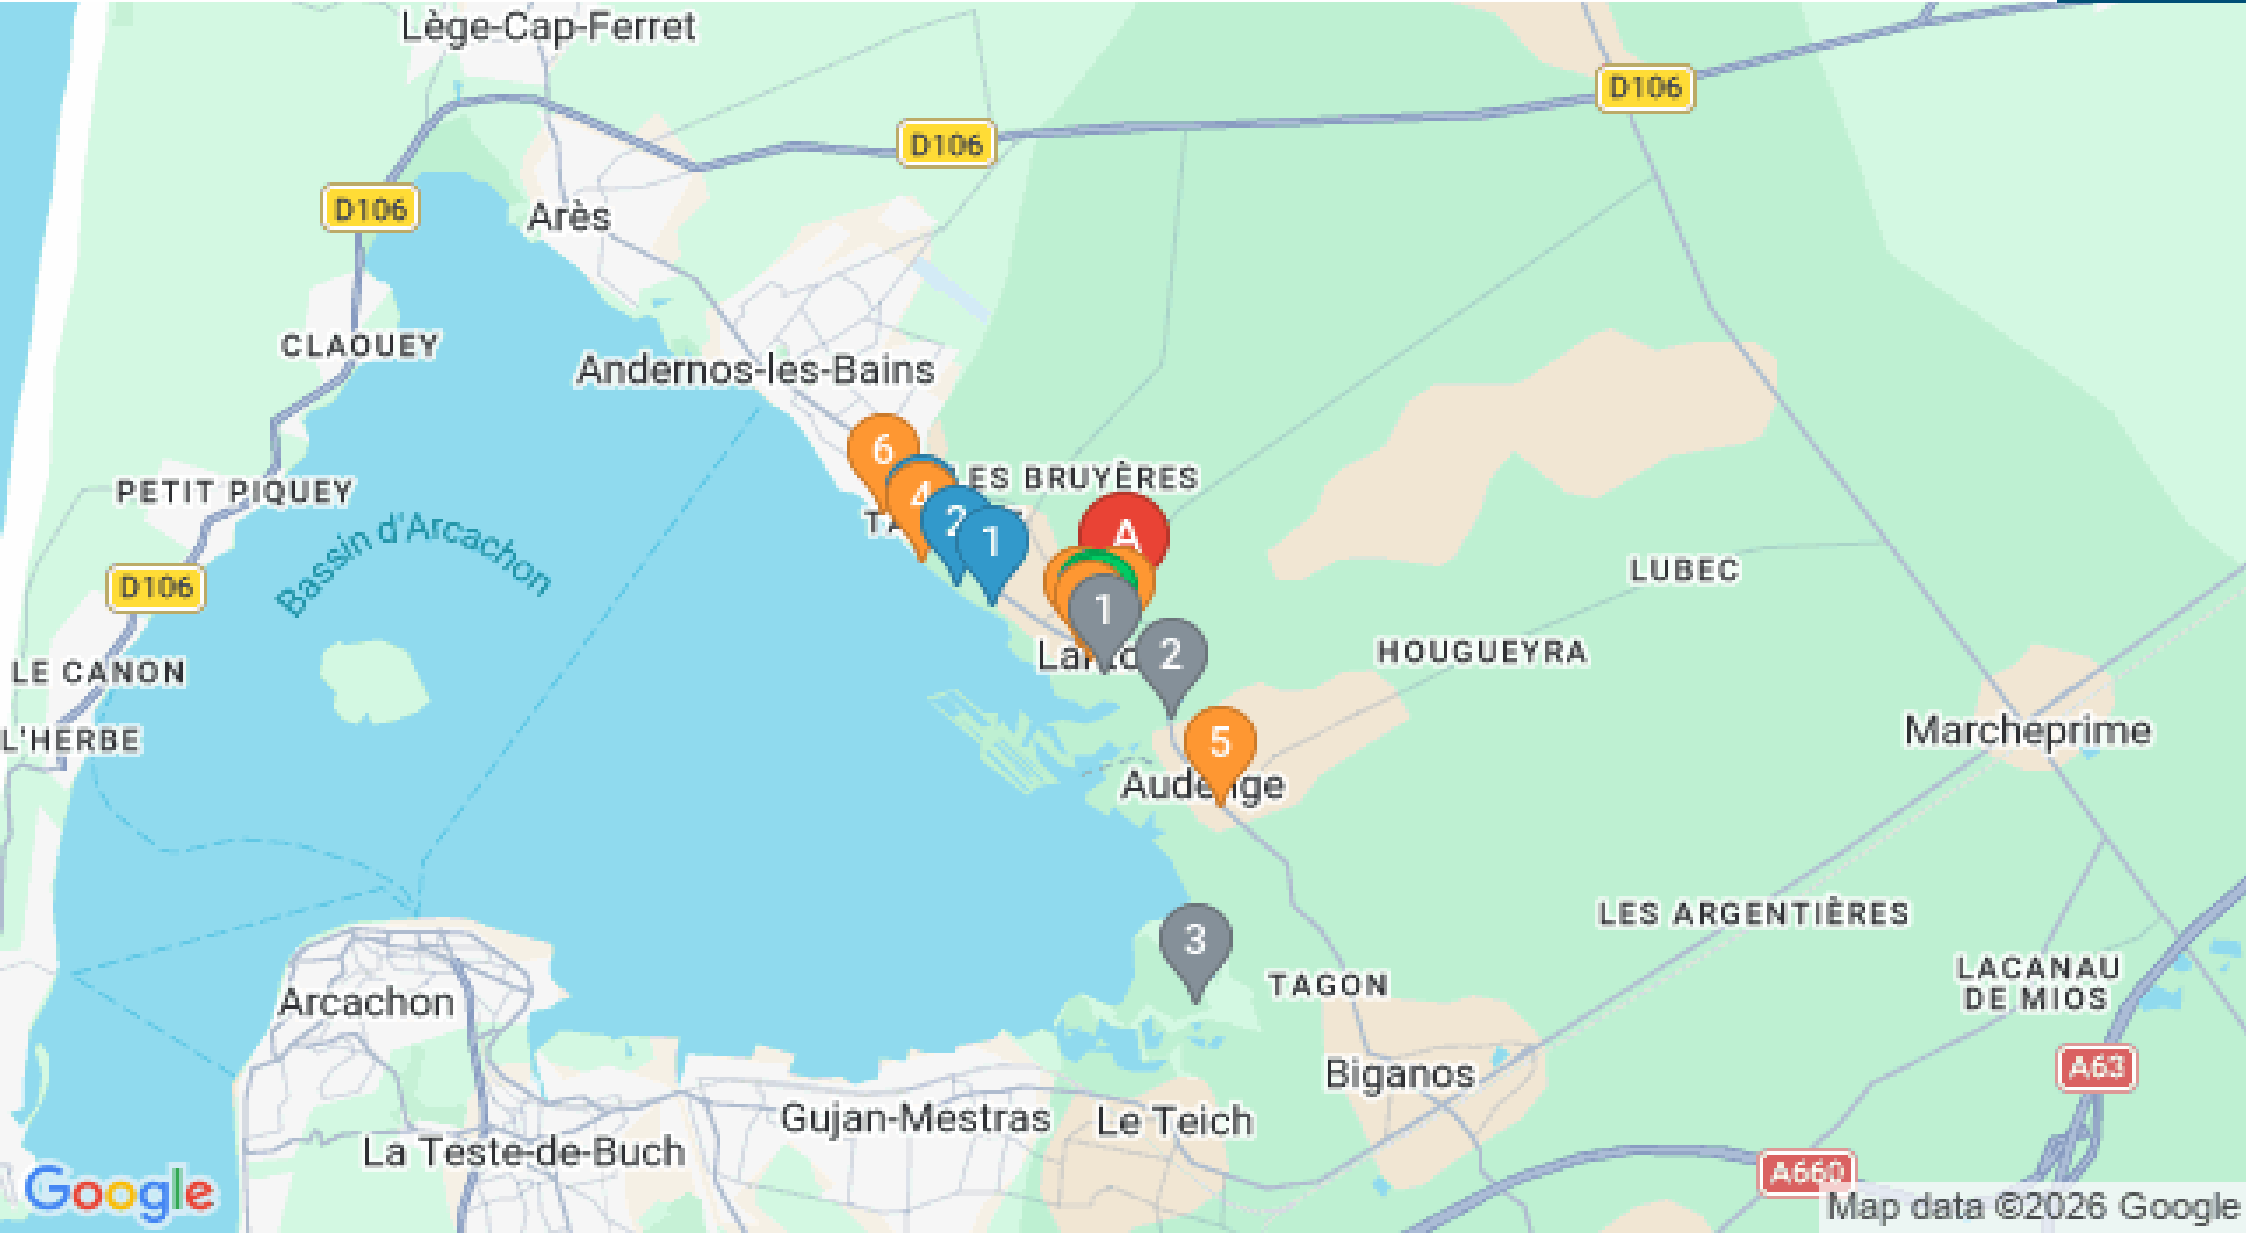 Lège-Cap-Ferret
D106
D106
D106
Arès
CLAOUEY
Andernos-les-Bains
6
ES BRUYÈRES
PETIT PIQUEY
4
2
1
A
Bassin d'Arcachon
D106
LUBEC
1
2
HOUGUEYRA
LE CANON
L'HERBE
5
Marcheprime
LES ARGENTIÈRES
3
TAGON
LACANAU
DE MIOS
Arcachon
A63
Biganos
Gujan-Mestras
Le Teich
La Teste-de-Buch
A660
Google
Map data ©2026 Google